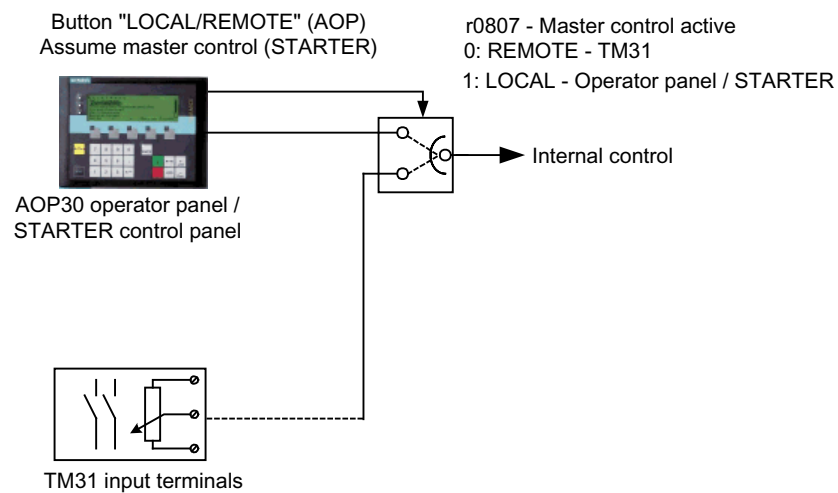 Button "LOCAL/REMOTE" (AOP)
Assume master control (STARTER)
r0807 - Master control active
0: REMOTE - TM31
1: LOCAL - Operator panel / STARTER
Internal control
AOP30 operator panel /
STARTER control panel
TM31 input terminals